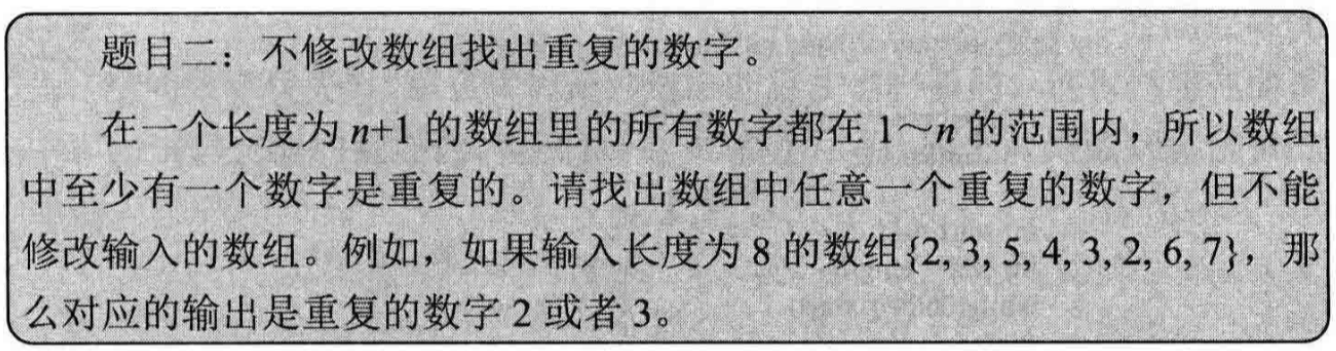 题目二：不修改数组找出重复的数字。
在一个长度为 n+1 的数组里的所有数字都在 1～n 的范围内，所以数组
中至少有一个数字是重复的。请找出数组中任意一个重复的数字，但不能
修改输入的数组。例如，如果输入长度为 8 的数组{2, 3, 5, 4, 3, 2, 6, 7}，那
么对应的输出是重复的数字 2 或者 3。